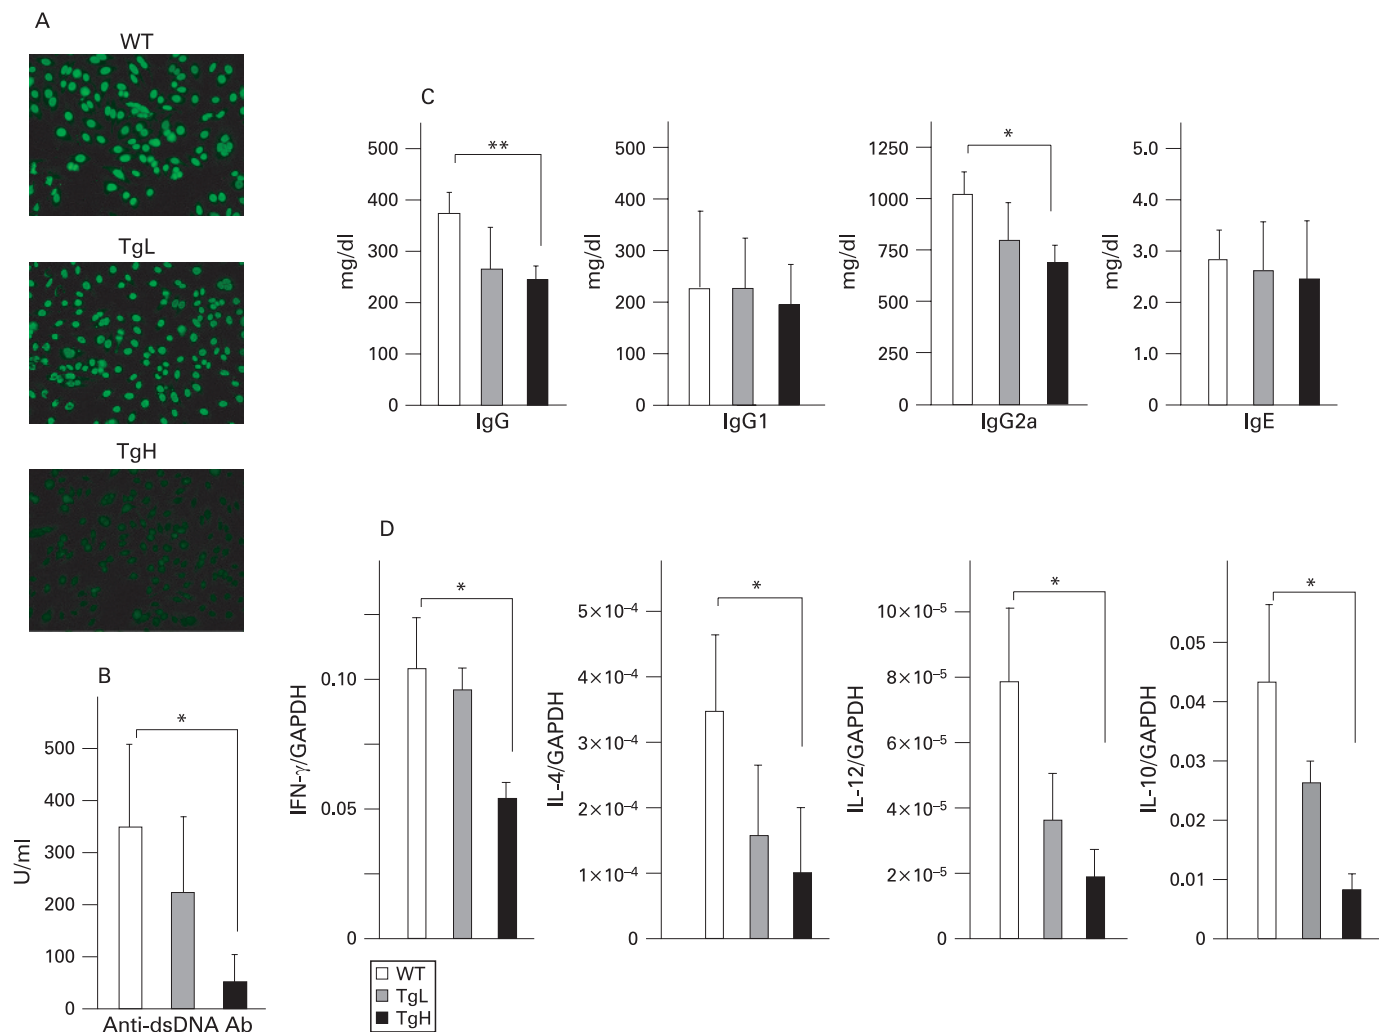 A
WT
TgL
TgH
B
*
500
400
300
200
100
0
U/ml
Anti-dsDNA Ab
C
**
500
400
300
200
100
0
mg/dl
IgG
500
400
300
200
100
0
mg/dl
IgG1
*
1250
1000
750
500
250
0
mg/dl
IgG2a
5.0
4.0
3.0
2.0
1.0
0
mg/dl
IgE
D
*
0.10
0.05
0
IFN-γ/GAPDH
*
5×10⁻⁴
4×10⁻⁴
3×10⁻⁴
2×10⁻⁴
1×10⁻⁴
0
IL-4/GAPDH
*
10×10⁻⁵
8×10⁻⁵
6×10⁻⁵
4×10⁻⁵
2×10⁻⁵
0
IL-12/GAPDH
*
0.05
0.04
0.03
0.02
0.01
0
IL-10/GAPDH
WT
TgL
TgH